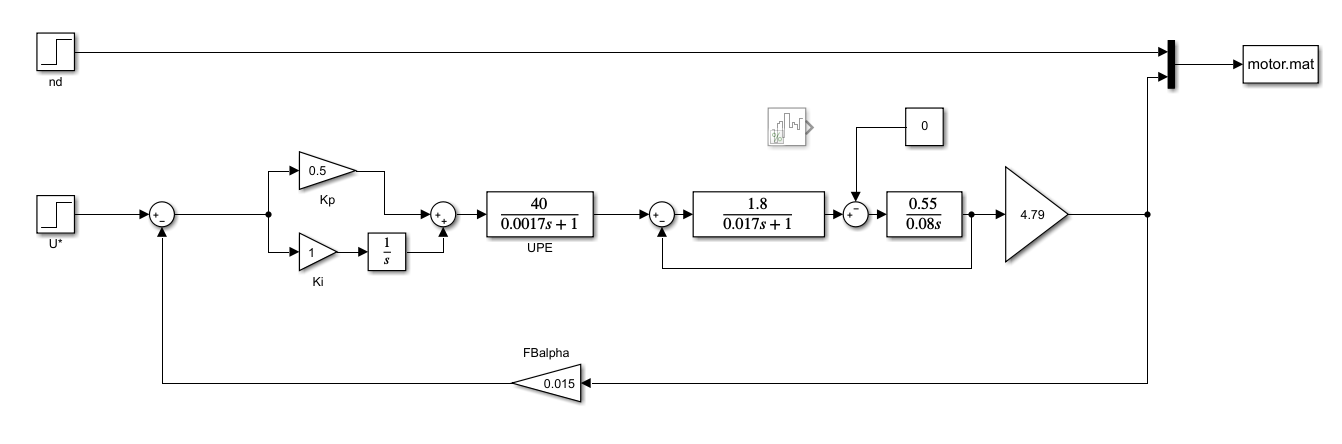 nd
motor.mat
0
0.5
Kp
40
0.0017s + 1
UPE
+
−
1.8
0.017s + 1
+
−
0.55
0.08s
4.79
U*
+
−
+
+
1
Ki
1
s
FBalpha
0.015